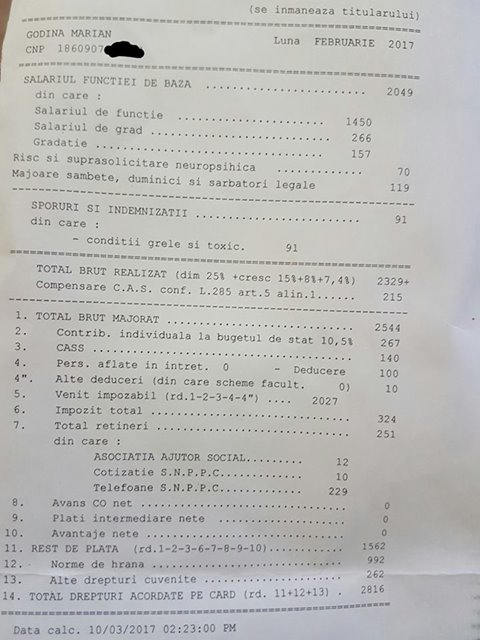 (se inmaneaza titularului)
GODINA MARIAN
Luna FEBRUARIE 2017
CNP 1860907
SALARIUL FUNCTIEI DE BAZA ........................ 2049
din care :
Salariul de functie ......................... 1450
Salariul de grad ............................. 266
Gradatie ................................... 157
Risc si suprasolicitare neuropsihica ............. 70
Majoare sambete, duminici si sarbatori legale 119
SPORURI SI INDEMNIZATII ........................ 91
din care :
- conditii grele si toxic. 91
TOTAL BRUT REALIZAT (dim 25% +cresc 15%+8%+7,4%) 2329+
Compensare C.A.S. conf. L.285 art.5 alin.1...... 215
1. TOTAL BRUT MAJORAT ........................... 2544
2. Contrib. individuala la bugetul de stat 10,5% 267
3. CASS ...................................... 140
4. Pers. aflate in intret. 0 - Deducere 100
4". Alte deduceri (din care scheme facult. 0) 10
5. Venit impozabil (rd.1-2-3-4-4") .... 2027
6. Impozit total .............................. 324
7. Total retineri ............................. 251
din care :
ASOCIATIA AJUTOR SOCIAL......... 12
Cotizatie S.N.P.P.C............. 10
Telefoane S.N.P.P.C............. 229
8. Avans CO net ............................... 0
9. Plati intermediare nete .................... 0
10. Avantaje nete .............................. 0
11. REST DE PLATA (rd.1-2-3-6-7-8-9-10)........... 1562
12. Norme de hrana ............................. 992
13. Alte drepturi cuvenite ..................... 262
14. TOTAL DREPTURI ACORDATE PE CARD (rd. 11+12+13) . 2816
Data calc. 10/03/2017 02:23:00 PM